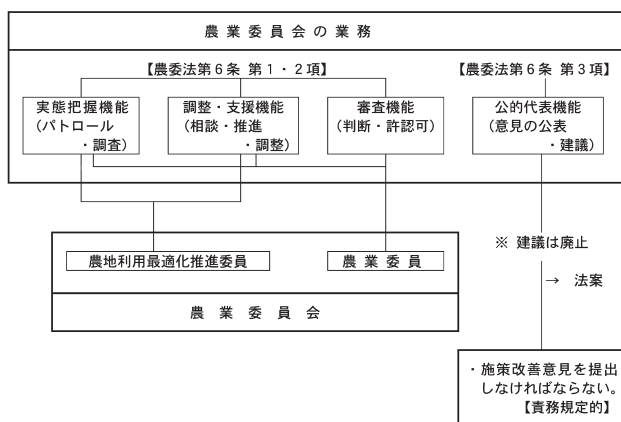 農業委員会の業務
【農委法第6条 第1・2項】
【農委法第6条 第3項】
実態把握機能
(パトロール
・調査)
調整・支援機能
(相談・推進
・調整)
審査機能
(判断・許認可)
公的代表機能
(意見の公表
・建議)
※ 建議は廃止
→ 法案
農地利用最適化推進委員
農業委員
農業委員会
・施策改善意見を提出
しなければならない。
【責務規定的】